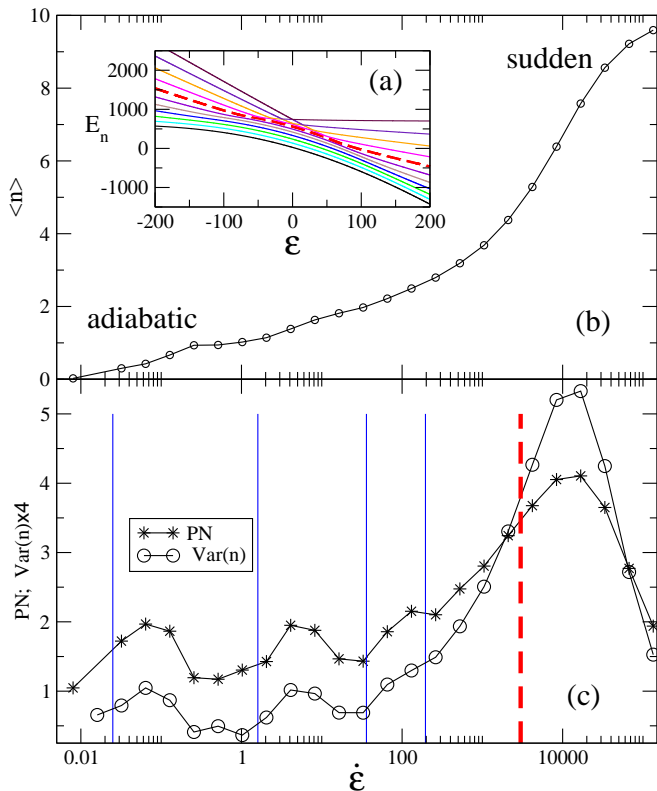 10
8
6
4
2
0
<n>
sudden
adiabatic
(b)
(a)
2000
1000
0
-1000
E_n
-200
-100
0
100
200
ε
5
4
3
2
1
PN; Var(n)x4
PN
Var(n)
(c)
0.01
1
100
10000
ε̇